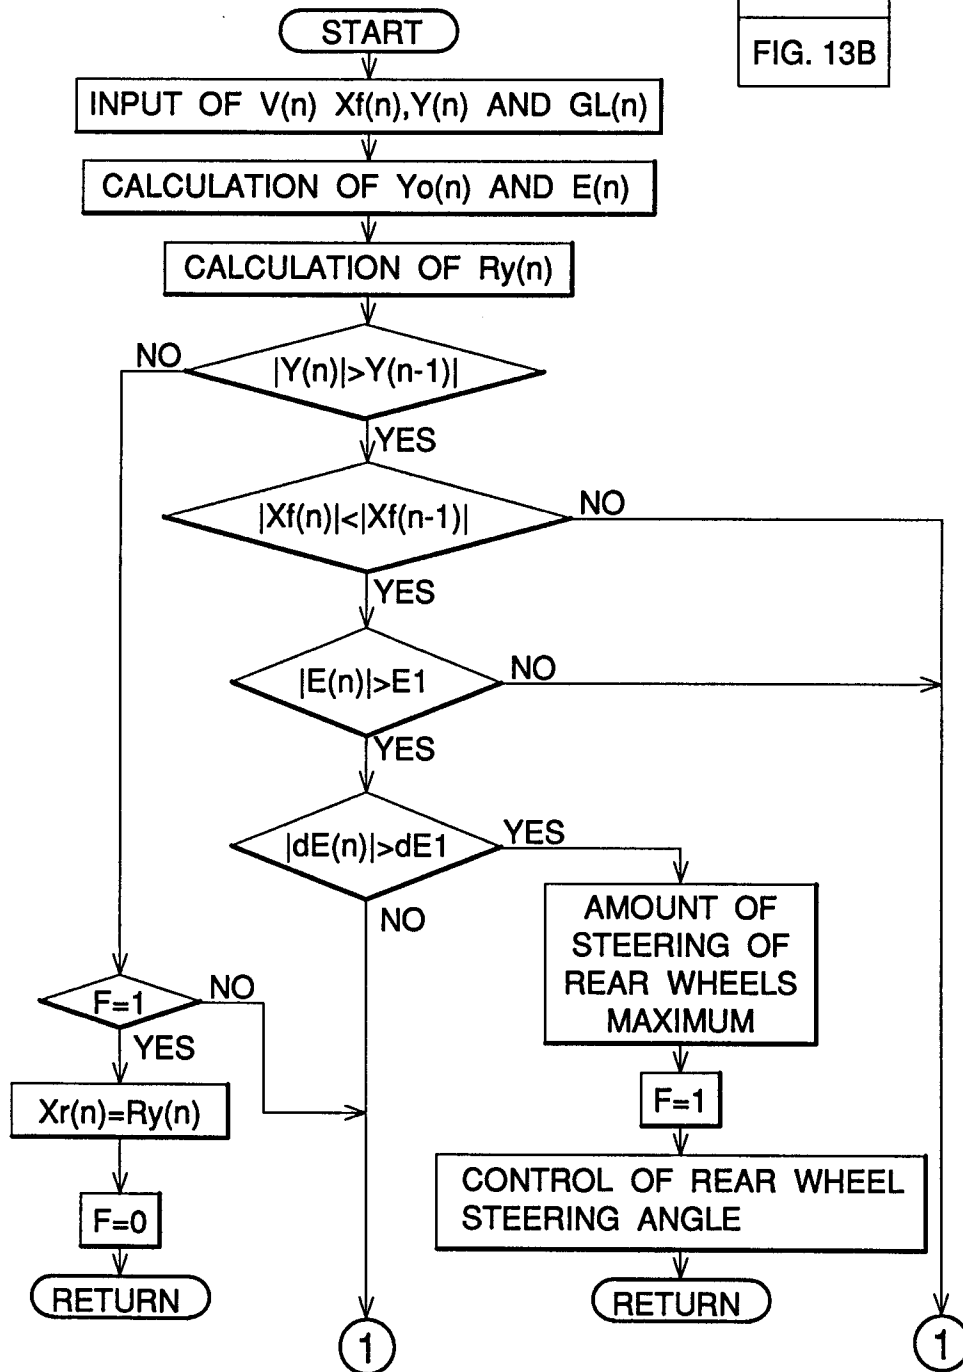 START
FIG. 13B
INPUT OF V(n) Xf(n),Y(n) AND GL(n)
CALCULATION OF Yo(n) AND E(n)
CALCULATION OF Ry(n)
NO
|Y(n)|>Y(n-1)|
YES
|Xf(n)|<|Xf(n-1)|
NO
YES
|E(n)|>E1
NO
YES
|dE(n)|>dE1
YES
NO
AMOUNT OF
STEERING OF
REAR WHEELS
MAXIMUM
F=1
NO
YES
F=1
Xr(n)=Ry(n)
CONTROL OF REAR WHEEL
STEERING ANGLE
F=0
RETURN
RETURN
1
1